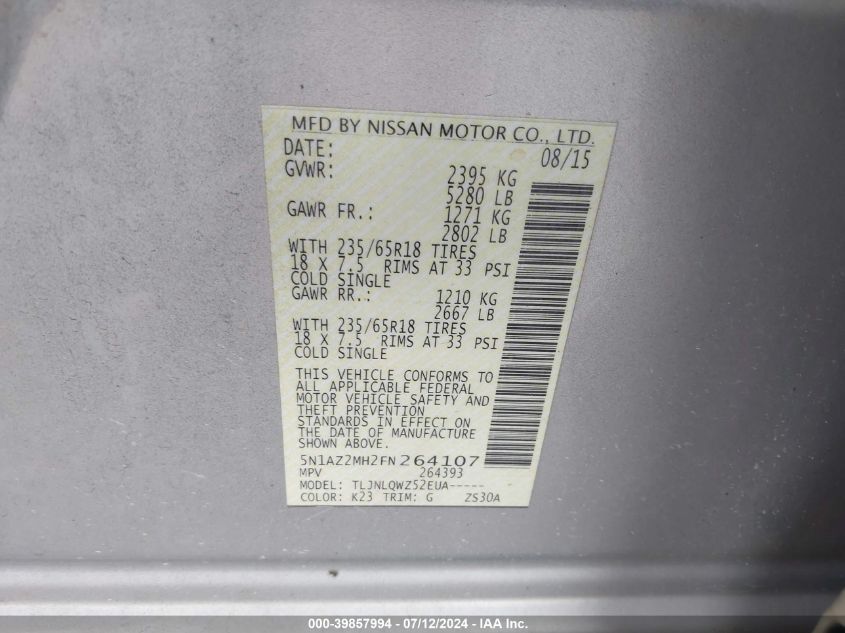 MFD BY NISSAN MOTOR CO., LTD.
DATE: 08/15
GVWR: 2395 KG
5280 LB
GAWR FR.: 1271 KG
2802 LB
WITH 235/65R18 TIRES
18 X 7.5 RIMS AT 33 PSI
COLD SINGLE
GAWR RR.: 1210 KG
2667 LB
WITH 235/65R18 TIRES
18 X 7.5 RIMS AT 33 PSI
COLD SINGLE
THIS VEHICLE CONFORMS TO
ALL APPLICABLE FEDERAL
MOTOR VEHICLE SAFETY AND
THEFT PREVENTION
STANDARDS IN EFFECT ON
THE DATE OF MANUFACTURE
SHOWN ABOVE.
5N1AZ2MH2FN264107
MPV 264393
MODEL: TLJNLQWZ52EUA-----
COLOR: K23 TRIM: G ZS30A
000-39857994 - 07/12/2024 - IAA Inc.